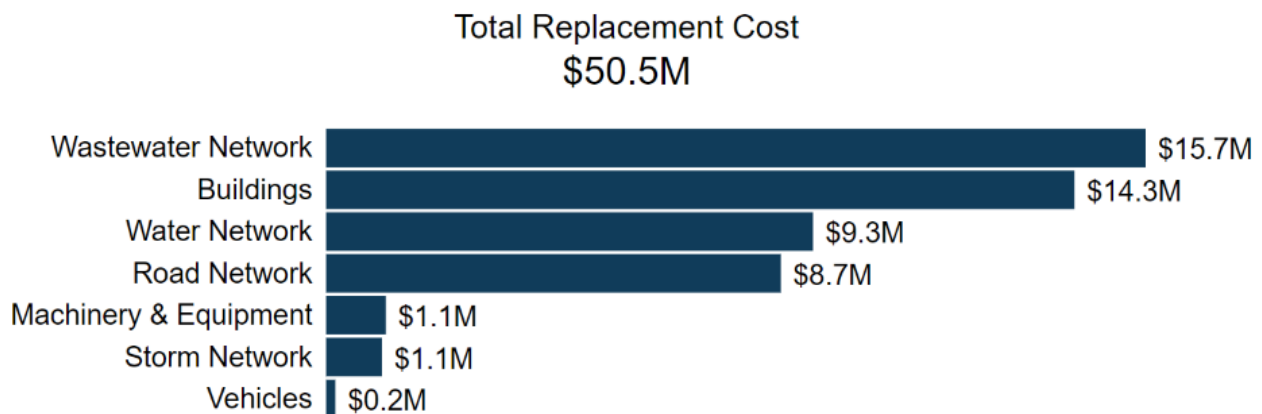 Total Replacement Cost
$50.5M
Wastewater Network $15.7M
Buildings $14.3M
Water Network $9.3M
Road Network $8.7M
Machinery & Equipment $1.1M
Storm Network $1.1M
Vehicles $0.2M